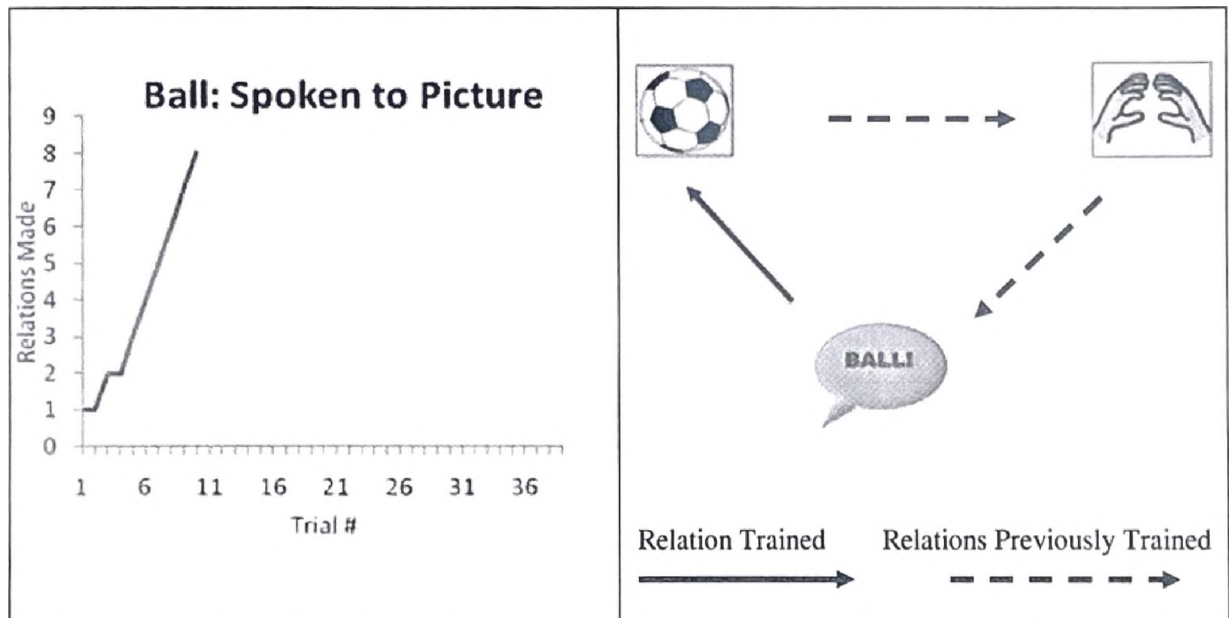 Ball: Spoken to Picture
9
8
7
6
5
4
3
2
1
0
Relations Made
1 6 11 16 21 26 31 36
Trial #
BALL!
Relation Trained Relations Previously Trained